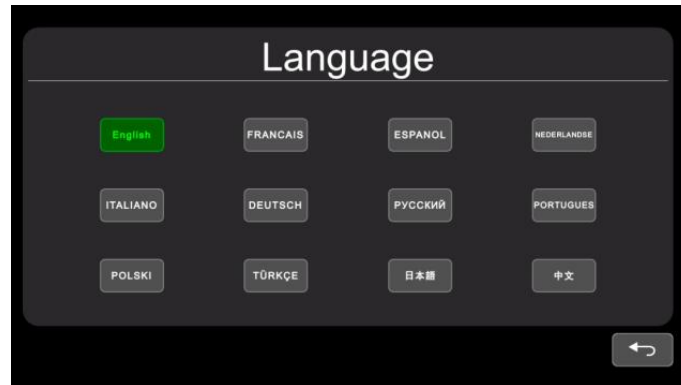 Language
English FRANCAIS ESPANOL NEDERLANDSE
ITALIANO DEUTSCH РУССКИЙ PORTUGUES
POLSKI TÜRKÇE 日本語 中文